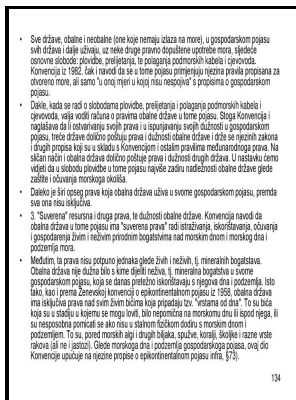 • Sve države, obalne i neobalne (one koje nemaju izlaza na more), u gospodarskom pojasu
svih država i dalje uživaju, uz neke druge pravno dopuštene upotrebe mora, sljedeće
osnovne slobode: plovidbe, prelijetanja, te polaganja podmorskih kabela i cjevovoda.
Konvencija iz 1982. čak i navodi da se u tome pojasu primjenjuju njezina pravila propisana za
otvoreno more, ali samo "u onoj mjeri u kojoj nisu nespojiva" s propisima o gospodarskom
pojasu.
• Dakle, kada se radi o slobodama plovidbe, prelijetanja i polaganja podmorskih kabela i
cjevovoda, valja voditi računa o pravima obalne države u tome pojasu. Stoga Konvencija i
naglašava da li ostvarivanju svojih prava i u ispunjavanju svojih dužnosti u gospodarskom
pojasu, treće države dolično poštuju prava i dužnosti obalne države i drže se njezinih zakona
i drugih propisa koji su u skladu s Konvencijom i ostalim pravilima međunarodnoga prava. Na
sličan način i obalna država dolično poštuje prava i dužnosti drugih država. U nastavku ćemo
vidjeti da u slobodu plovidbe u tome pojasu najviše zadiru nadležnosti obalne države glede
zaštite i očuvanja morskoga okoliša.
• Daleko je širi opseg prava koja obalna država uživa u svome gospodarskom pojasu, premda
sva ona nisu isključiva.
• 3. "Suverena" resursna i druga prava, te dužnosti obalne države. Konvencija navodi da
obalna država u tome pojasu ima "suverena prava" radi istraživanja, iskorištavanja, očuvanja
i gospodarenja živim i neživim prirodnim bogatstvima nad morskim dnom i morskog dna i
podzemlja mora.
• Međutim, ta prava nisu potpuno jednaka glede živih i neživih, tj. mineralnih bogatstava.
Obalna država nije dužna bilo s kime dijeliti neživa, tj. mineralna bogatstva u svome
gospodarskom pojasu, koja se danas pretežno iskorištavaju s njegova dna i podzemlja. Isto
tako, kao i prema Ženevskoj konvenciji o epikontinentalnom pojasu iz 1958, obalna država
ima isključiva prava nad svim živim bićima koja pripadaju tzv. "vrstama od dna". To su bića
koja su u stadiju u kojemu se mogu loviti, bilo nepomična na morskomu dnu ili ispod njega, ili
su nesposobna pomicati se ako nisu u stalnom fizičkom dodiru s morskim dnom i
podzemljem. To su, pored morskih algi i drugih biljaka, spužve, koralji, školjke i razne vrste
rakova (ali ne i jastozi). Glede morskoga dna i podzemlja gospodarskoga pojasa, ovaj dio
Konvencije upućuje na njezine propise o epikontinentalnom pojasu infra, §73).
134